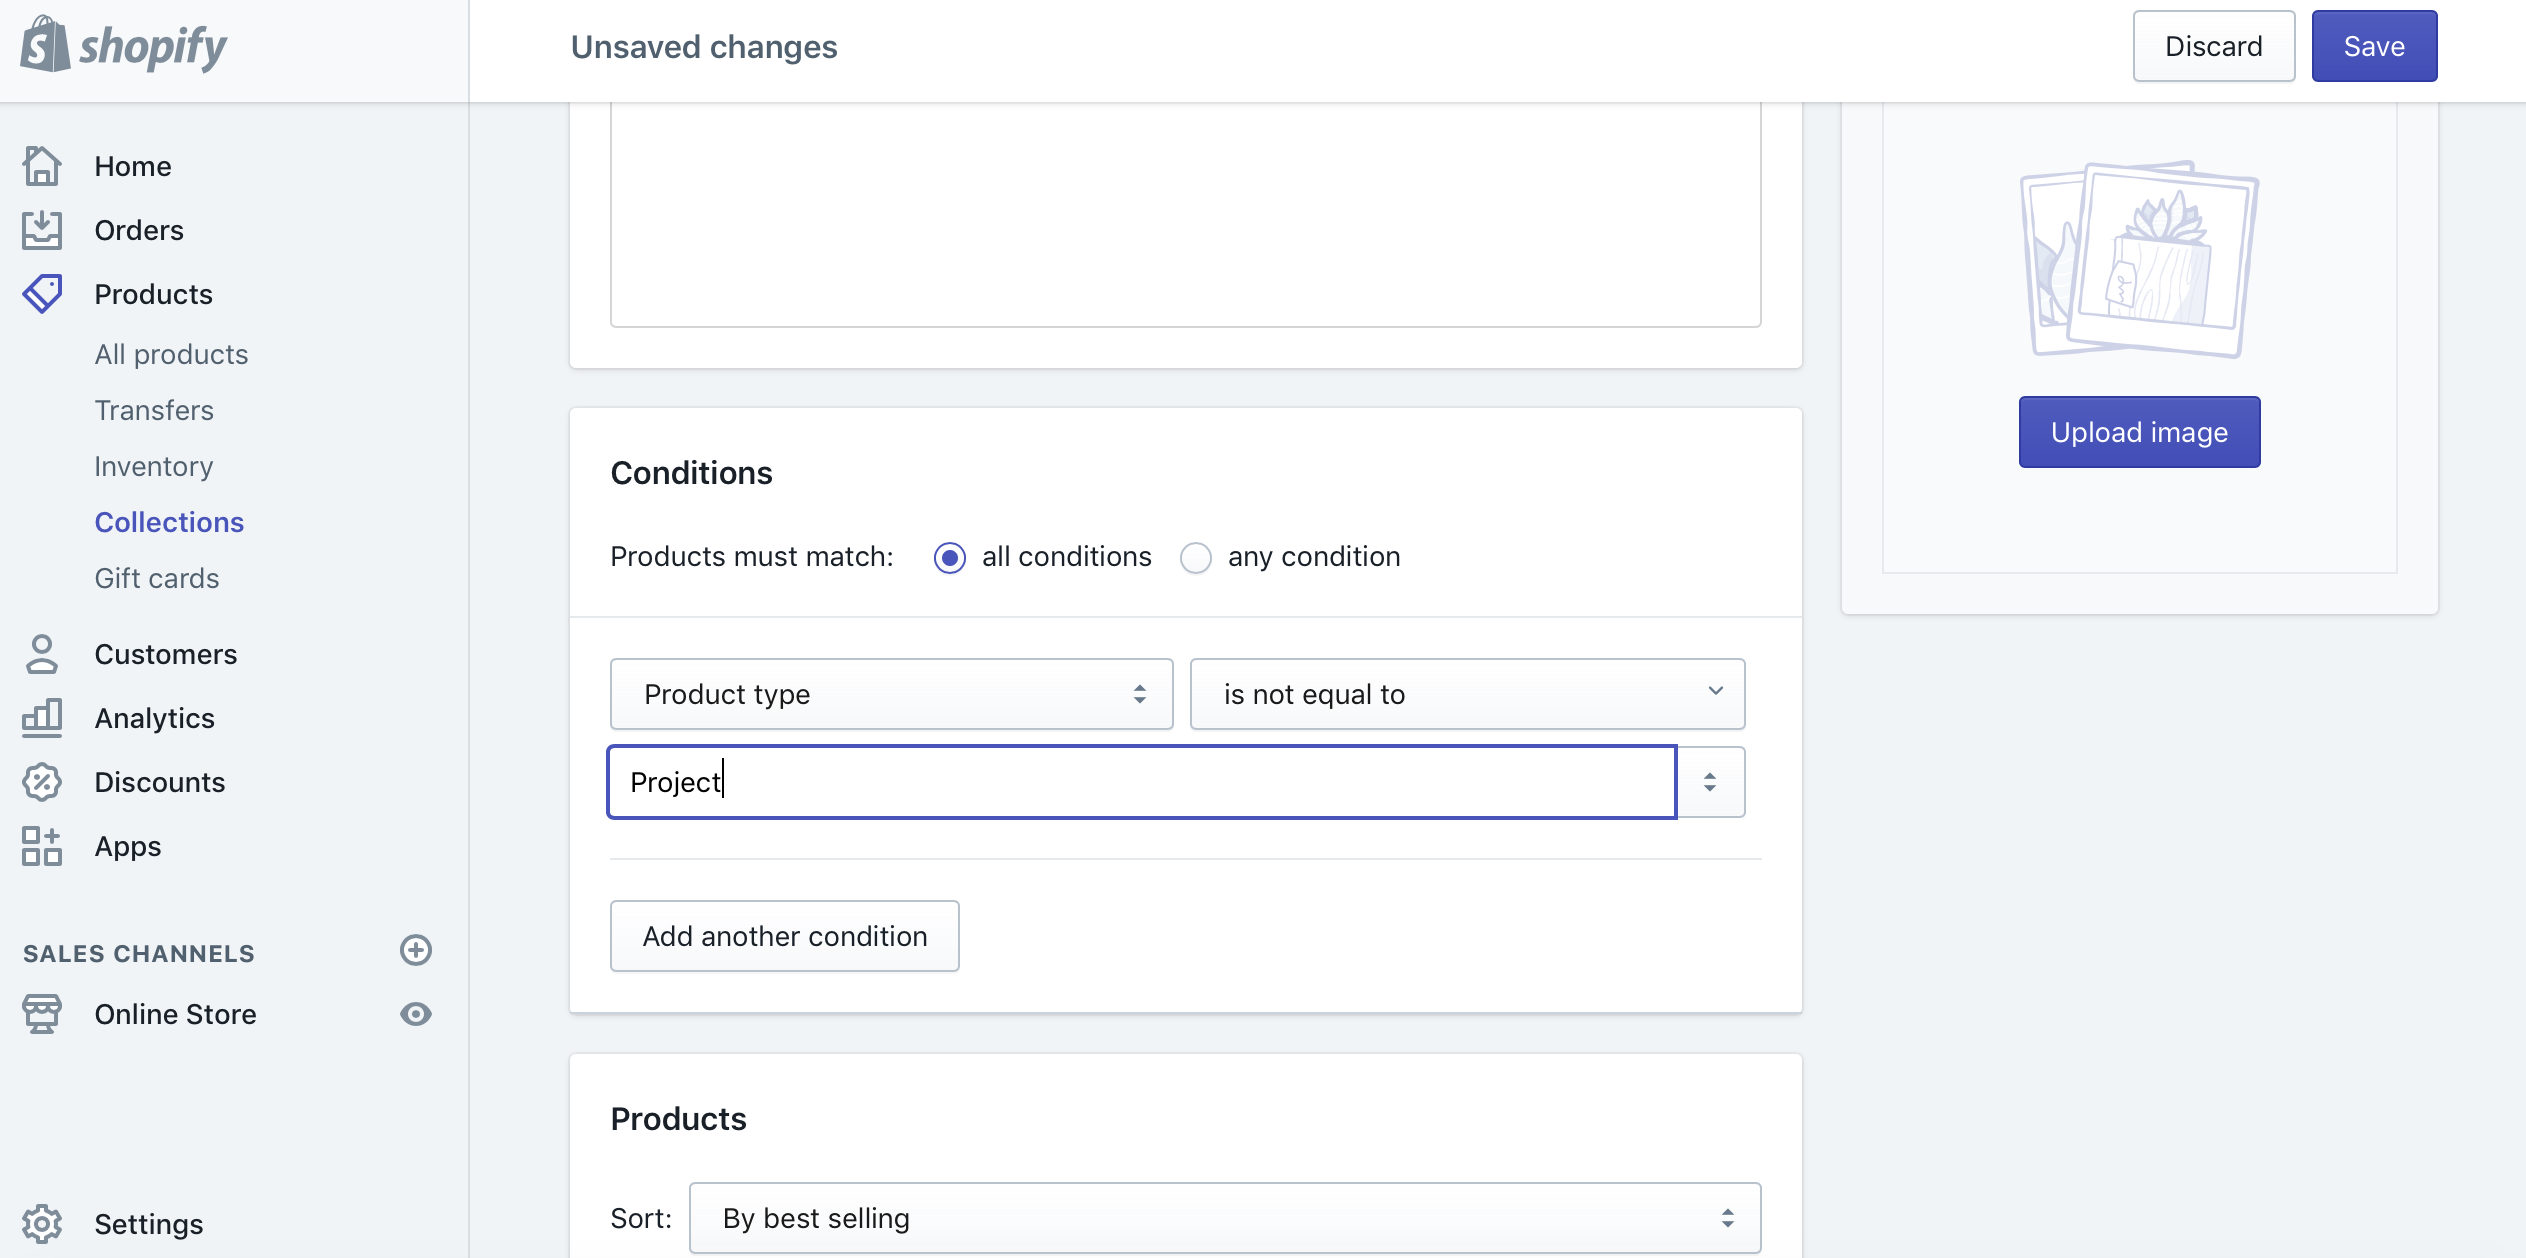 shopify
Unsaved changes
Discard
Save
Home
Orders
Products
All products
Transfers
Inventory
Collections
Gift cards
Customers
Analytics
Discounts
Apps
SALES CHANNELS
Online Store
Settings
Conditions
Products must match: all conditions any condition
Product type
is not equal to
Project
Add another condition
Products
Sort: By best selling
Upload image